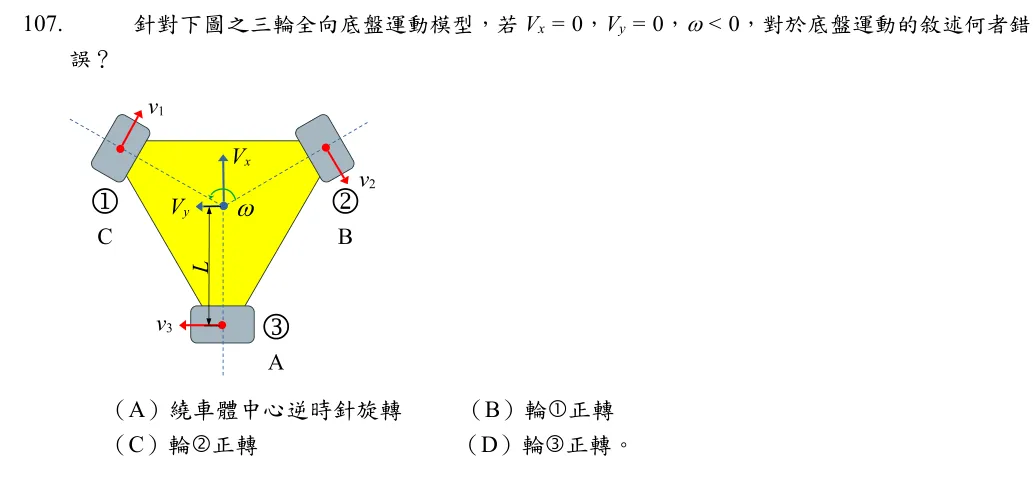 107. 針對下圖之三輪全向底盤運動模型，若 Vx = 0，Vy = 0，ω < 0，對於底盤運動的敘述何者錯
誤？
v1
Vx
v2
① Vy ω ②
C B
L
v3 ③
A
（A）繞車體中心逆時針旋轉 （B）輪①正轉
（C）輪②正轉 （D）輪③正轉。